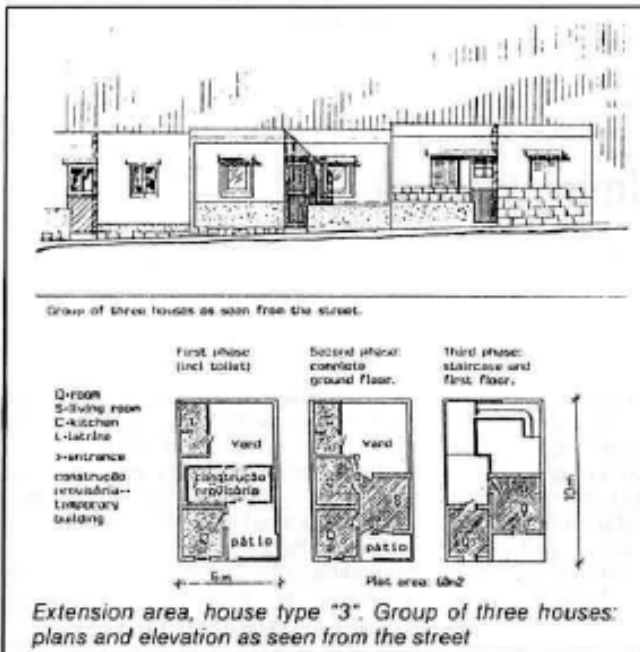 Group of three houses as seen from the street.
First phase
(incl toilet)
Second phase:
complete
ground floor.
Third phase:
staircase and
first floor.
Q=room
S=living room
C=kitchen
L=latrine
>=entrance
construção
provisória=
temporary
building
Yard
construção
provisória
Q
pátio
6m
Yard
S
Q
pátio
Plot area: 60m2
Q
Q
10m
Extension area, house type "3". Group of three houses:
plans and elevation as seen from the street